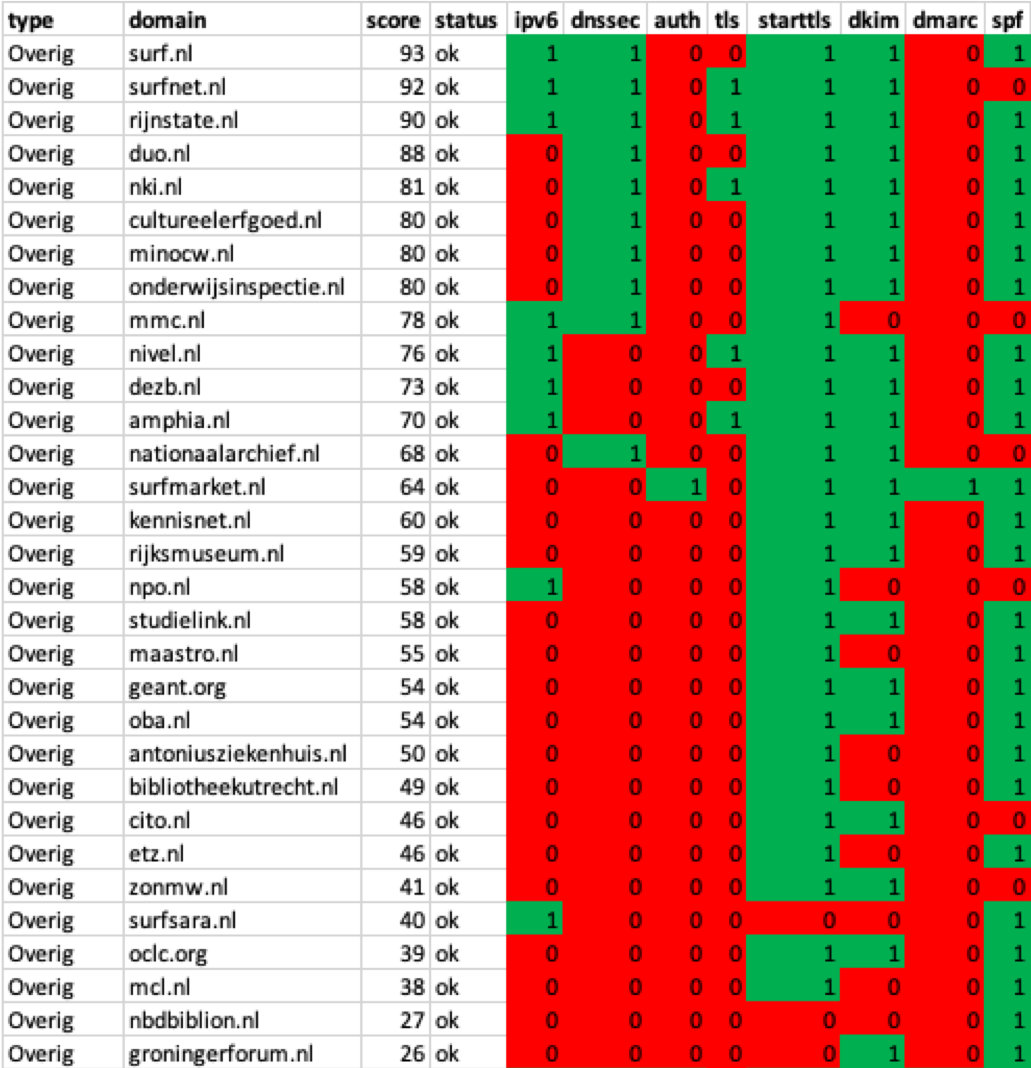 type domain score status ipv6 dnssec auth tls starttls dkim dmarc spf
Overig surf.nl 93 ok 1 1 0 0 1 1 0 1
Overig surfnet.nl 92 ok 1 1 0 1 1 1 0 0
Overig rijnstate.nl 90 ok 1 1 0 1 1 1 0 1
Overig duo.nl 88 ok 0 1 0 0 1 1 0 1
Overig nki.nl 81 ok 0 1 0 1 1 1 0 1
Overig cultureelerfgoed.nl 80 ok 0 1 0 0 1 1 0 1
Overig minocw.nl 80 ok 0 1 0 0 1 1 0 1
Overig onderwijsinspectie.nl 80 ok 0 1 0 0 1 1 0 1
Overig mmc.nl 78 ok 1 1 0 0 1 0 0 0
Overig nivel.nl 76 ok 1 0 0 1 1 1 0 1
Overig dezb.nl 73 ok 1 0 0 0 1 1 0 1
Overig amphia.nl 70 ok 1 0 0 1 1 1 0 1
Overig nationaalarchief.nl 68 ok 0 1 0 0 1 1 0 0
Overig surfmarket.nl 64 ok 0 0 1 0 1 1 1 1
Overig kennisnet.nl 60 ok 0 0 0 0 1 1 0 1
Overig rijksmuseum.nl 59 ok 0 0 0 0 1 1 0 1
Overig npo.nl 58 ok 1 0 0 0 1 0 0 0
Overig studielink.nl 58 ok 0 0 0 0 1 1 0 1
Overig maastro.nl 55 ok 0 0 0 0 1 0 0 1
Overig geant.org 54 ok 0 0 0 0 1 1 0 1
Overig oba.nl 54 ok 0 0 0 0 1 1 0 1
Overig antoniusziekenhuis.nl 50 ok 0 0 0 0 1 0 0 1
Overig bibliotheekutrecht.nl 49 ok 0 0 0 0 1 0 0 1
Overig cito.nl 46 ok 0 0 0 0 1 1 0 0
Overig etz.nl 46 ok 0 0 0 0 1 0 0 1
Overig zonmw.nl 41 ok 0 0 0 0 1 1 0 0
Overig surfsara.nl 40 ok 1 0 0 0 0 0 0 1
Overig oclc.org 39 ok 0 0 0 0 1 1 0 1
Overig mcl.nl 38 ok 0 0 0 0 1 0 0 1
Overig nbdbiblion.nl 27 ok 0 0 0 0 0 0 0 1
Overig groningerforum.nl 26 ok 0 0 0 0 0 1 0 1